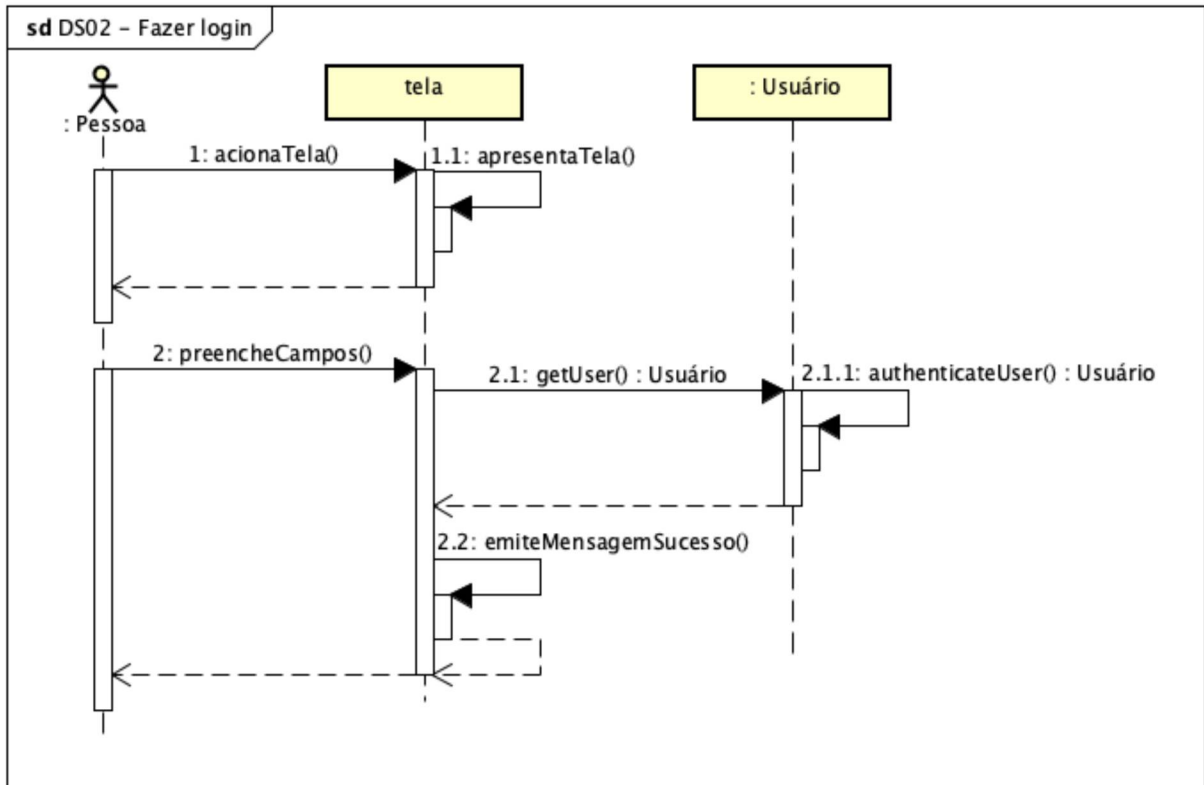 sd DS02 – Fazer login
tela
: Usuário
: Pessoa
1: acionaTela()
1.1: apresentaTela()
2: preencheCampos()
2.1: getUser() : Usuário
2.1.1: authenticateUser() : Usuário
2.2: emiteMensagemSucesso()